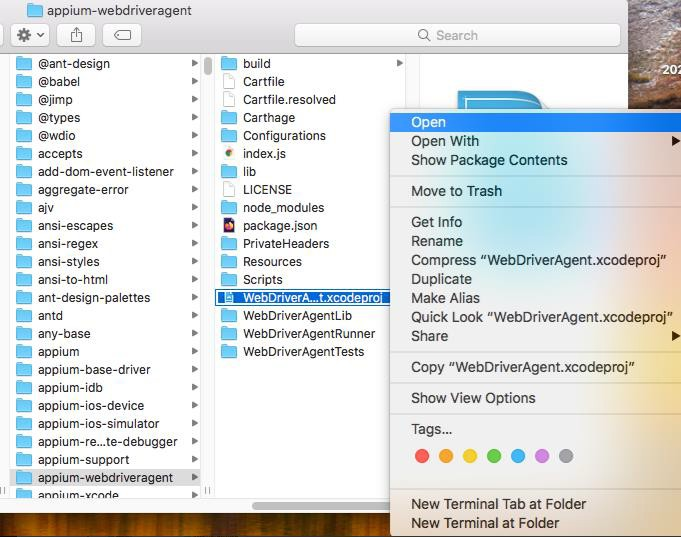 appium-webdriveragent
Search
202
@ant-design
@babel
@jimp
@types
@wdio
accepts
add-dom-event-listener
aggregate-error
ajv
ansi-escapes
ansi-regex
ansi-styles
ansi-to-html
ant-design-palettes
antd
any-base
appium
appium-base-driver
appium-idb
appium-ios-device
appium-ios-simulator
appium-re...te-debugger
appium-support
appium-webdriveragent
appium-xcode
build
Cartfile
Cartfile.resolved
Carthage
Configurations
index.js
lib
LICENSE
node_modules
package.json
PrivateHeaders
Resources
Scripts
WebDriverA...t.xcodeproj
WebDriverAgentLib
WebDriverAgentRunner
WebDriverAgentTests
Open
Open With
Show Package Contents
Move to Trash
Get Info
Rename
Compress “WebDriverAgent.xcodeproj”
Duplicate
Make Alias
Quick Look “WebDriverAgent.xcodeproj”
Share
Copy “WebDriverAgent.xcodeproj”
Show View Options
Tags...
New Terminal Tab at Folder
New Terminal at Folder